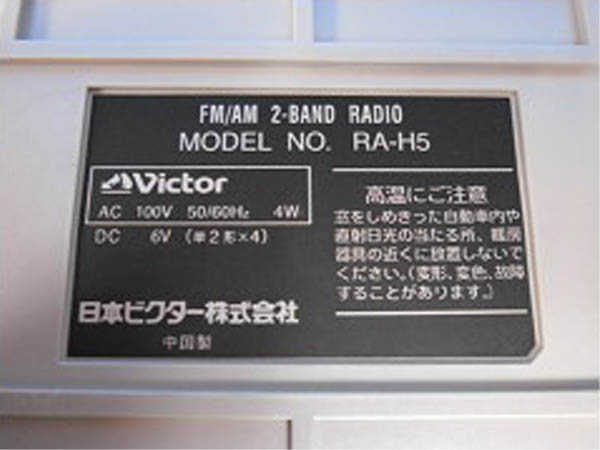 FM/AM 2-BAND RADIO
MODEL NO. RA-H5
Victor
AC 100V 50/60Hz 4W
DC 6V (単2形×4)
日本ビクター株式会社
中国製
高温にご注意
窓をしめきった自動車内や
直射日光の当たる所、暖房
器具の近くに放置しないで
ください。(変形、変色、故障
することがあります。)